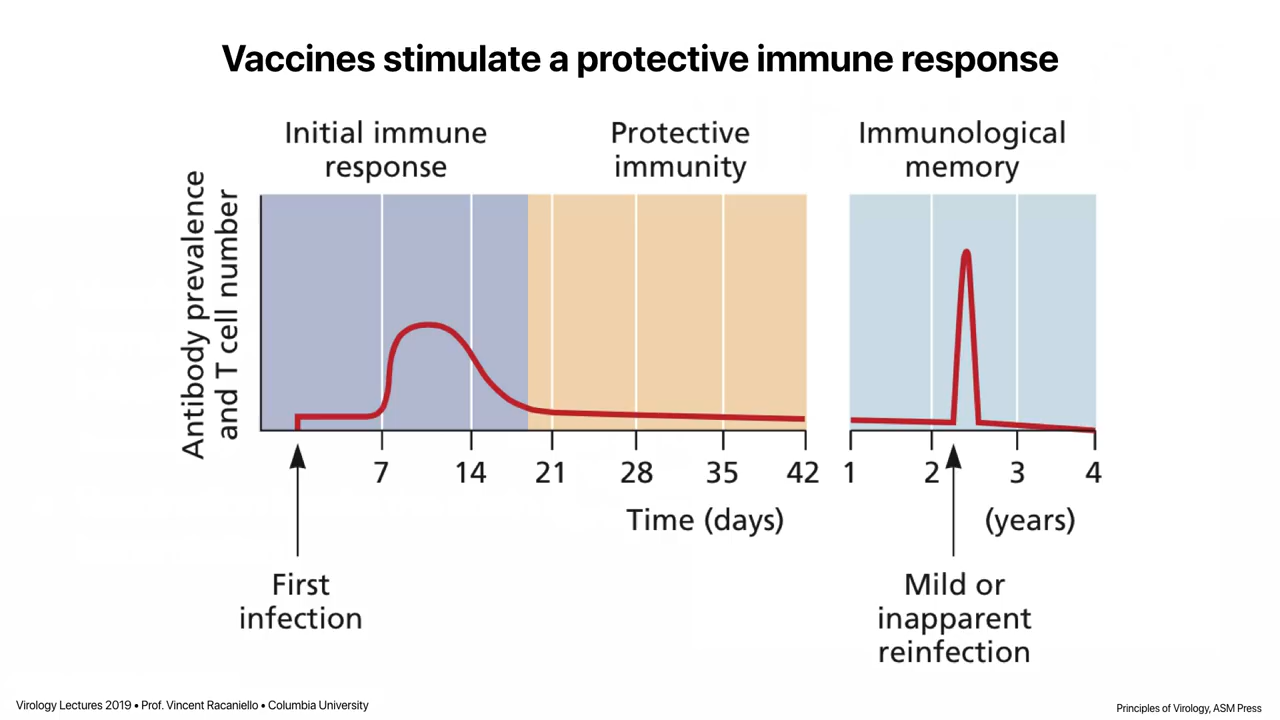 Vaccines stimulate a protective immune response
Initial immune
response
Protective
immunity
Immunological
memory
Antibody prevalence
and T cell number
7 14 21 28 35 42 1 2 3 4
Time (days) (years)
First
infection
Mild or
inapparent
reinfection
Virology Lectures 2019 • Prof. Vincent Racaniello • Columbia University
Principles of Virology, ASM Press